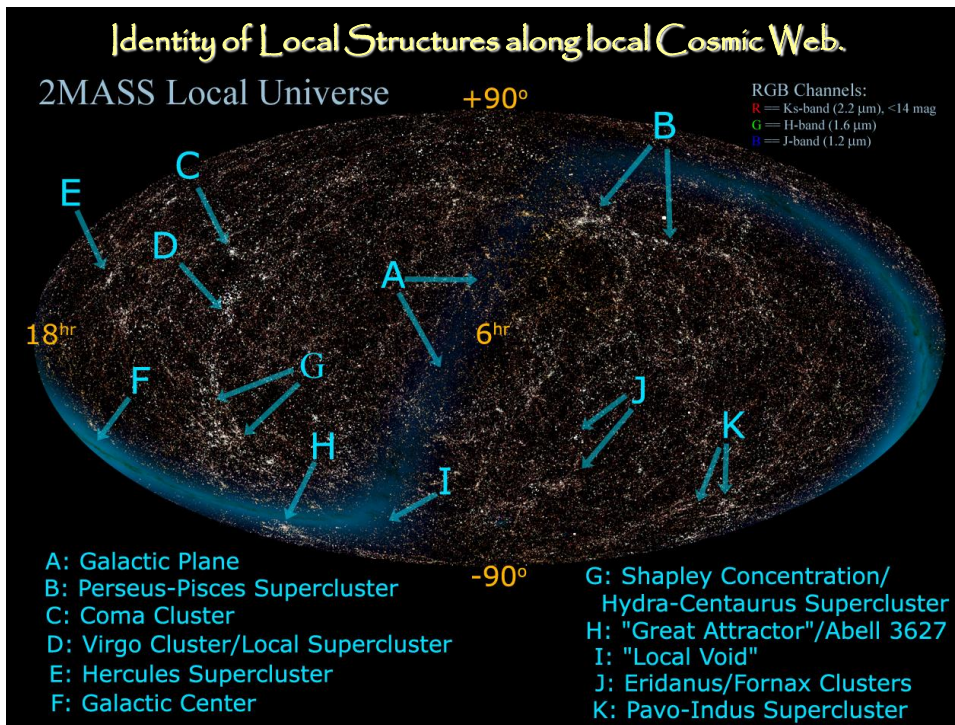 Identity of Local Structures along local Cosmic Web.
2MASS Local Universe
+90°
RGB Channels:
R == Ks-band (2.2 μm), <14 mag
G == H-band (1.6 μm)
B == J-band (1.2 μm)
B
C
E
D
A
18hr
6hr
G
F
J
K
H
I
-90°
A: Galactic Plane
B: Perseus-Pisces Supercluster
C: Coma Cluster
D: Virgo Cluster/Local Supercluster
E: Hercules Supercluster
F: Galactic Center
G: Shapley Concentration/
Hydra-Centaurus Supercluster
H: "Great Attractor"/Abell 3627
I: "Local Void"
J: Eridanus/Fornax Clusters
K: Pavo-Indus Supercluster